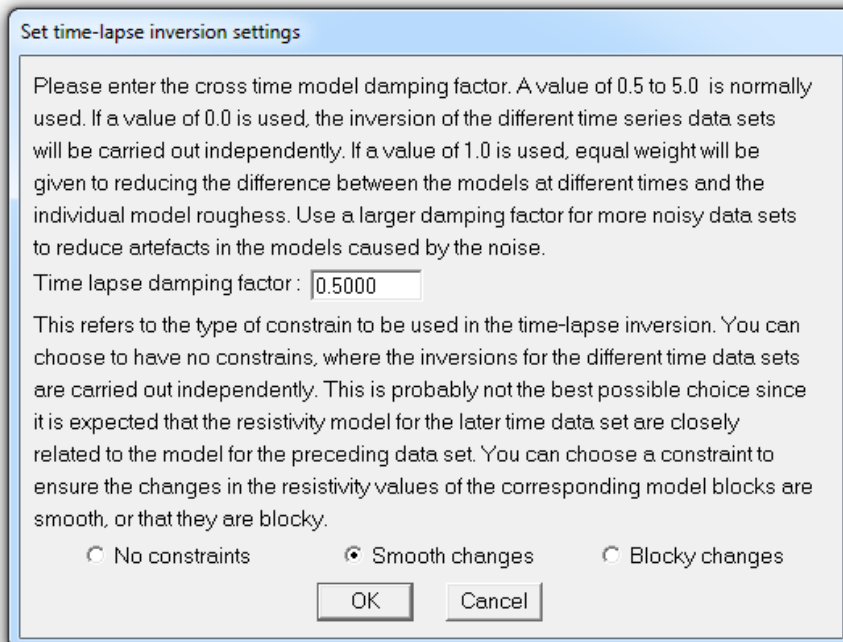 Set time-lapse inversion settings
Please enter the cross time model damping factor. A value of 0.5 to 5.0 is normally
used. If a value of 0.0 is used, the inversion of the different time series data sets
will be carried out independently. If a value of 1.0 is used, equal weight will be
given to reducing the difference between the models at different times and the
individual model roughess. Use a larger damping factor for more noisy data sets
to reduce artefacts in the models caused by the noise.
Time lapse damping factor : 0.5000
This refers to the type of constrain to be used in the time-lapse inversion. You can
choose to have no constrains, where the inversions for the different time data sets
are carried out independently. This is probably not the best possible choice since
it is expected that the resistivity model for the later time data set are closely
related to the model for the preceding data set. You can choose a constraint to
ensure the changes in the resistivity values of the corresponding model blocks are
smooth, or that they are blocky.
No constraints Smooth changes Blocky changes
OK Cancel